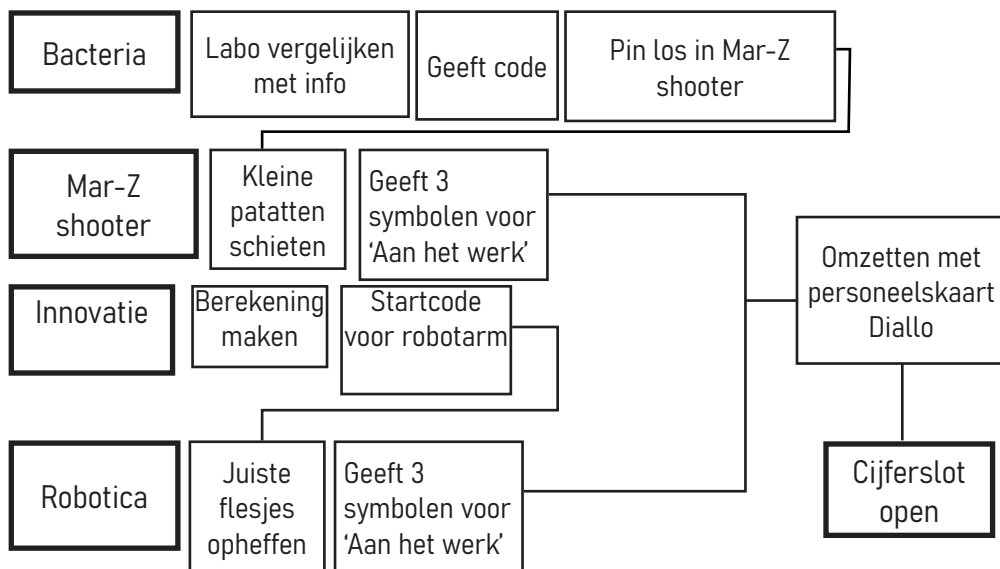 Bacteria
Labo vergelijken
met info
Geeft code
Pin los in Mar-Z
shooter
Mar-Z
shooter
Kleine
patatten
schieten
Geeft 3
symbolen voor
‘Aan het werk’
Omzetten met
personeelskaart
Diallo
Innovatie
Berekening
maken
Startcode
voor robotarm
Robotica
Juiste
flesjes
opheffen
Geeft 3
symbolen voor
‘Aan het werk’
Cijferslot
open